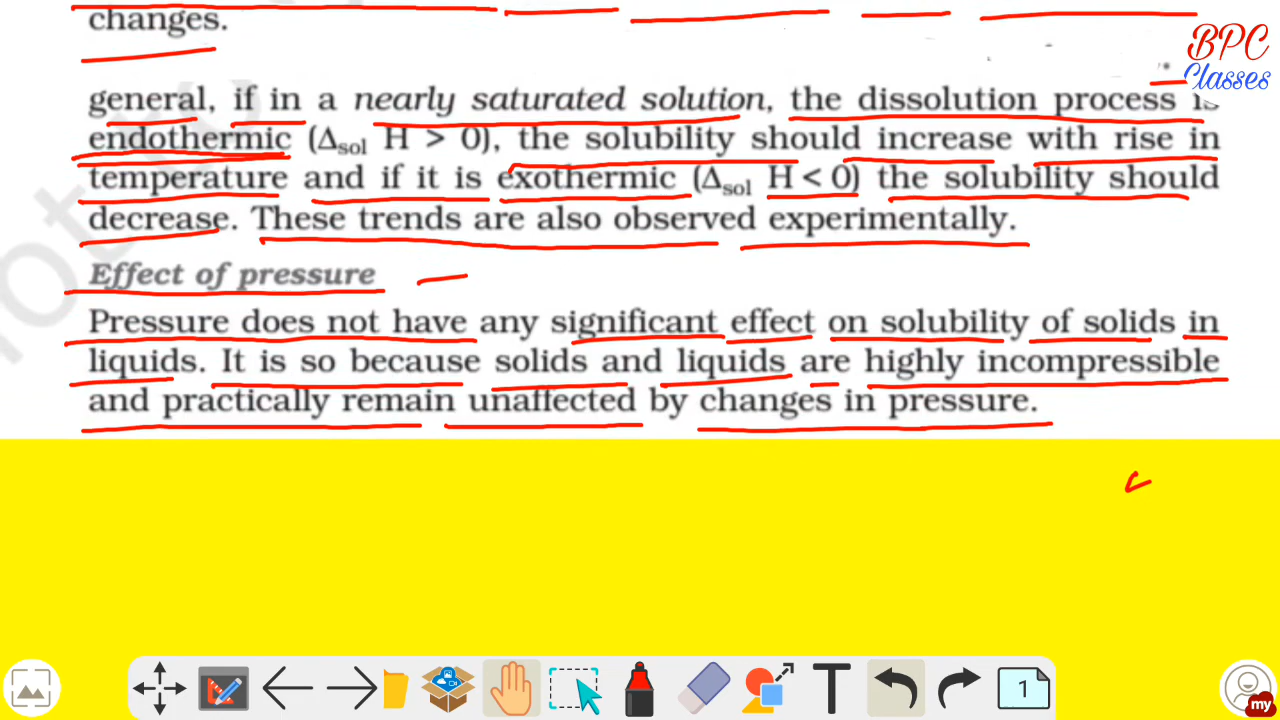 changes.
BPC
Classes
general, if in a nearly saturated solution, the dissolution process is
endothermic (Δsol H > 0), the solubility should increase with rise in
temperature and if it is exothermic (Δsol H < 0) the solubility should
decrease. These trends are also observed experimentally.
Effect of pressure
Pressure does not have any significant effect on solubility of solids in
liquids. It is so because solids and liquids are highly incompressible
and practically remain unaffected by changes in pressure.
T
1
my